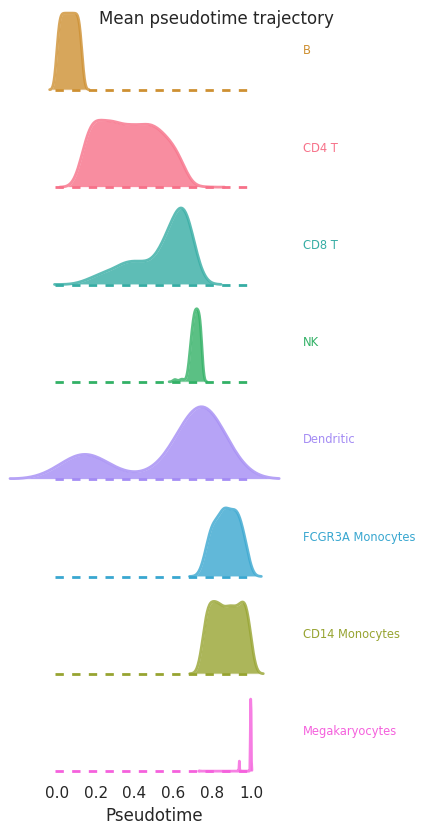 Mean pseudotime trajectory
B
CD4 T
CD8 T
NK
Dendritic
FCGR3A Monocytes
CD14 Monocytes
Megakaryocytes
0.0 0.2 0.4 0.6 0.8 1.0
Pseudotime